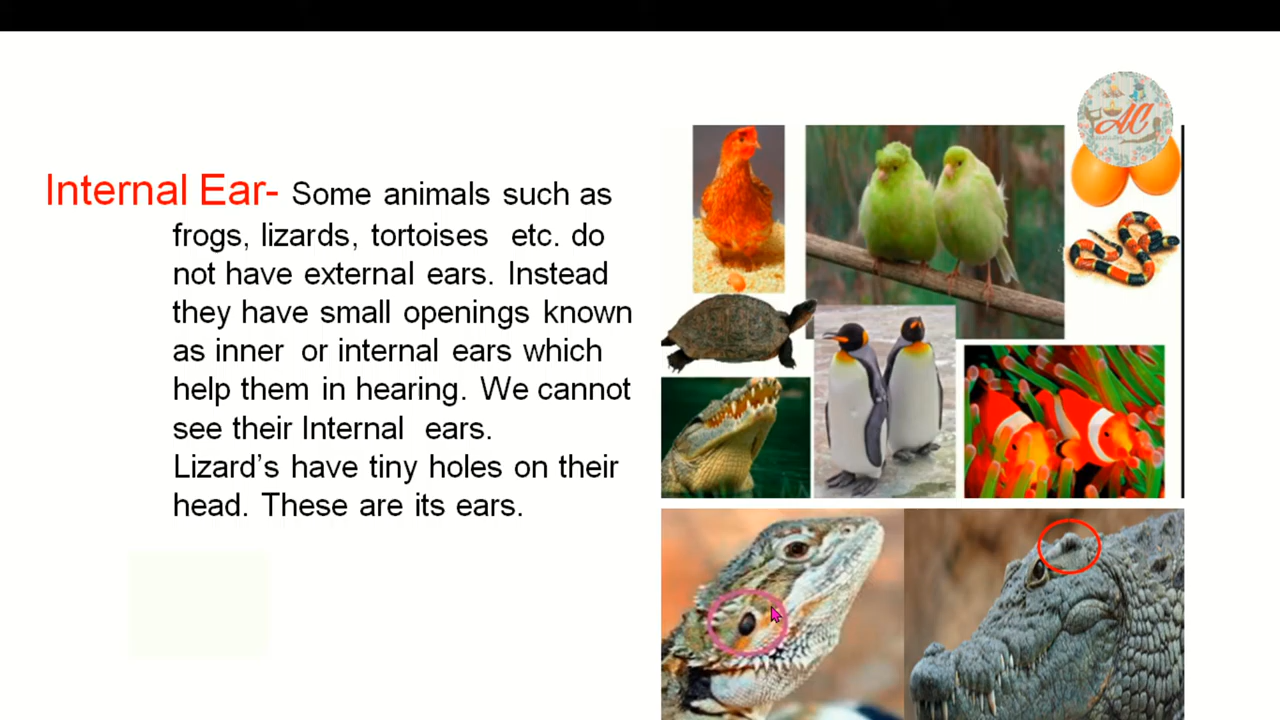 Internal Ear- Some animals such as
frogs, lizards, tortoises etc. do
not have external ears. Instead
they have small openings known
as inner or internal ears which
help them in hearing. We cannot
see their Internal ears.
Lizard's have tiny holes on their
head. These are its ears.
AC